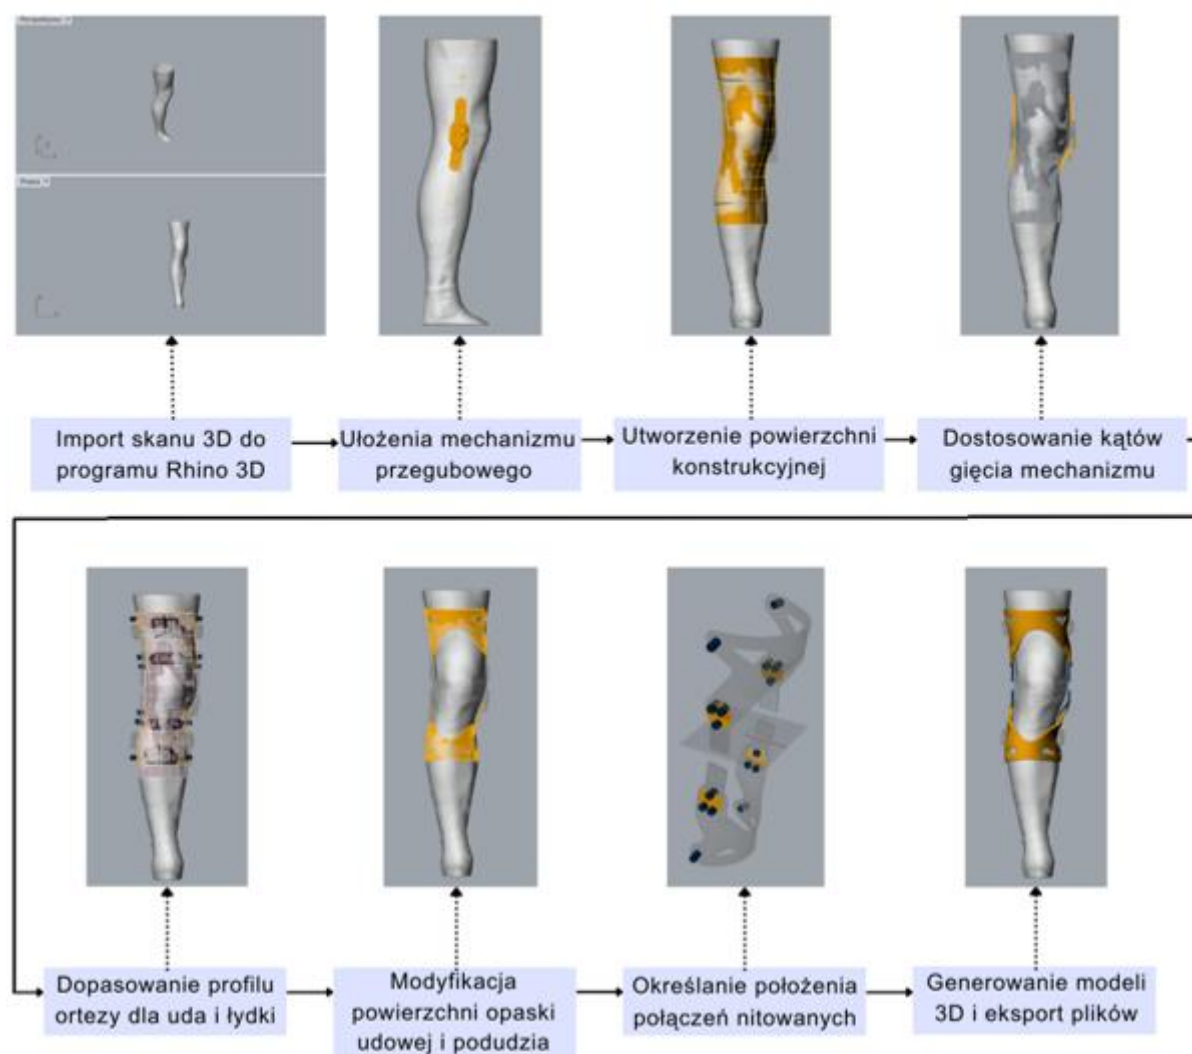 Import skanu 3D do
programu Rhino 3D
Ułożenia mechanizmu
przegubowego
Utworzenie powierzchni
konstrukcyjnej
Dostosowanie kątów
gięcia mechanizmu
Dopasowanie profilu
ortezy dla uda i łydki
Modyfikacja
powierzchni opaski
udowej i podudzia
Określanie położenia
połączeń nitowanych
Generowanie modeli
3D i eksport plików